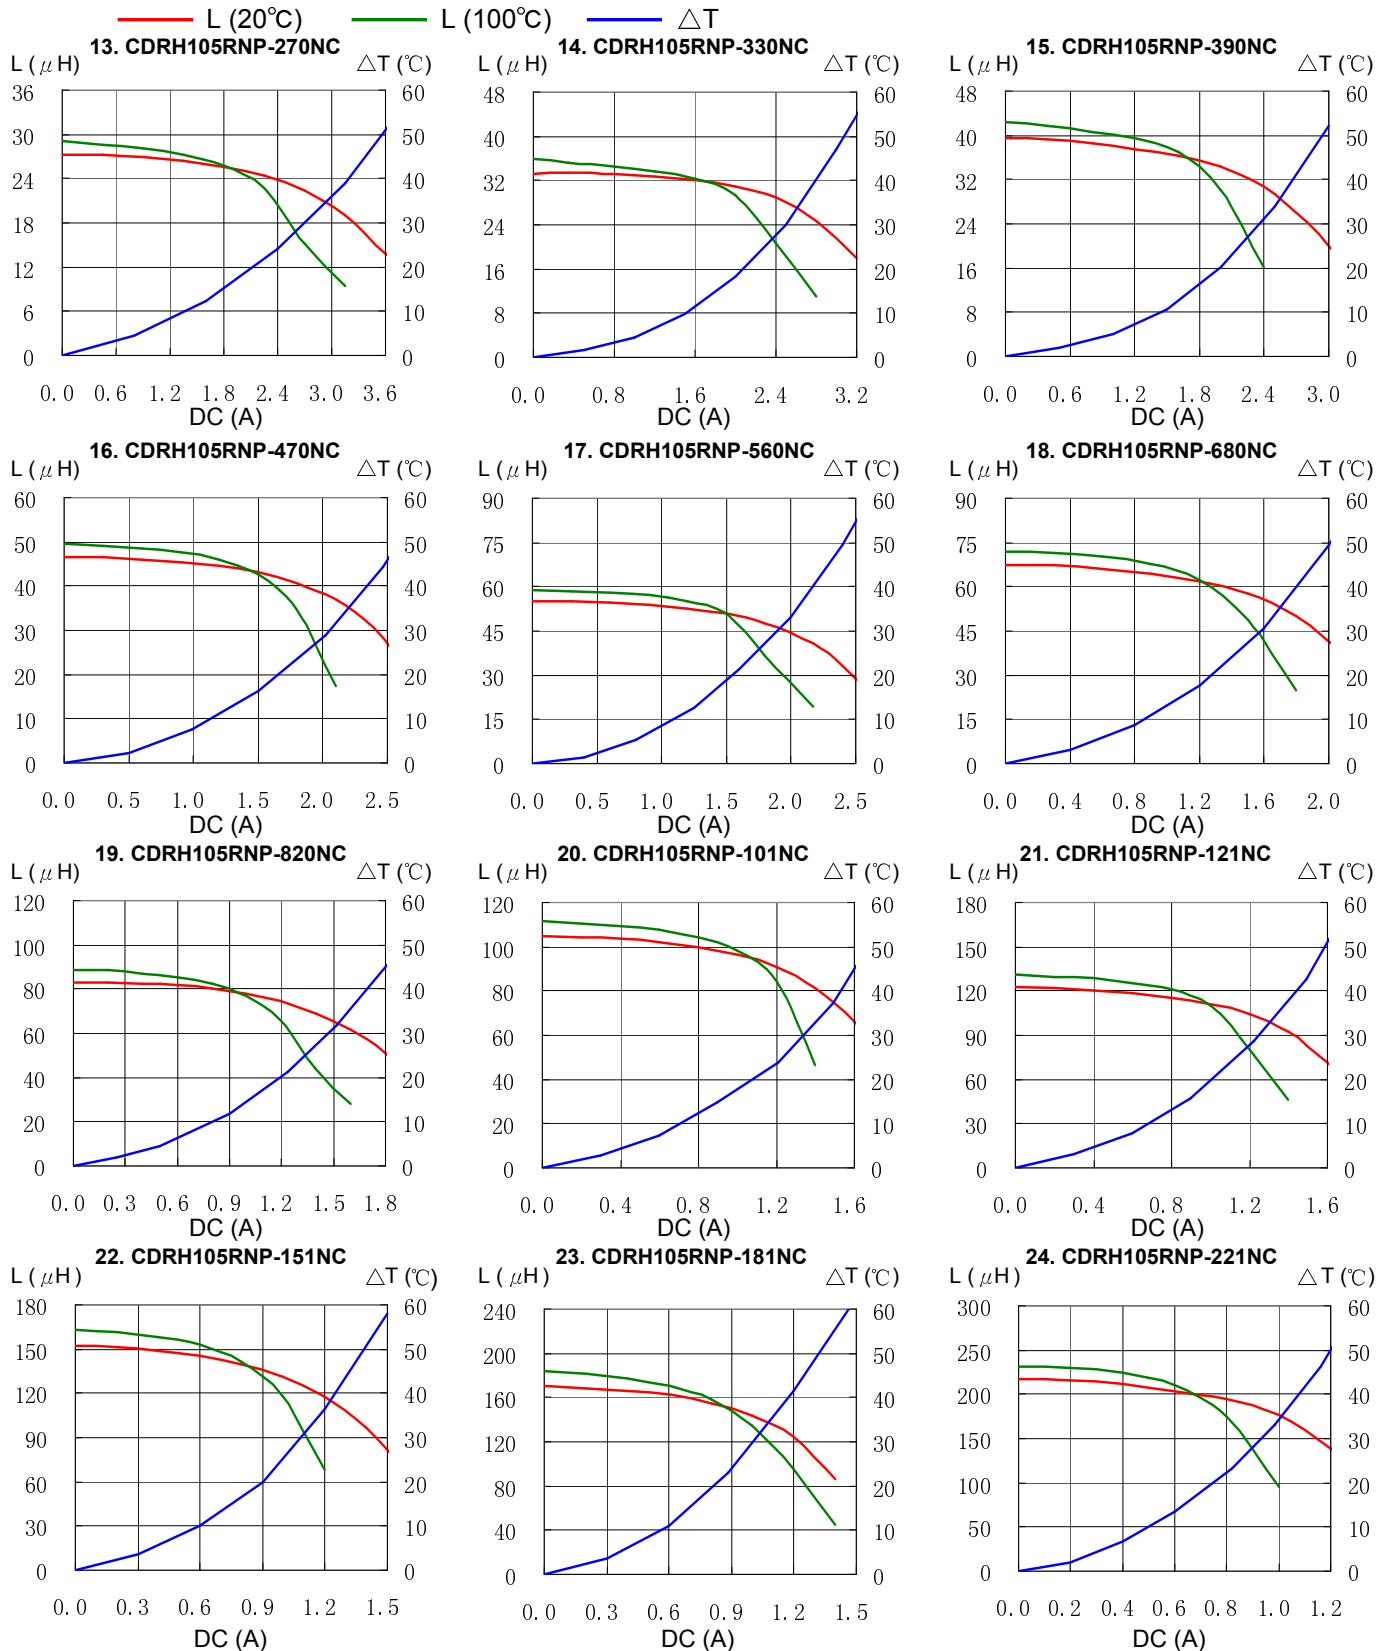 L (20℃) L (100℃) △T
13. CDRH105RNP-270NC
L ( μ H) △T (℃)
36 60
30 50
24 40
18 30
12 20
6 10
0 0
0.0 0.6 1.2 1.8 2.4 3.0 3.6
DC (A)
14. CDRH105RNP-330NC
L ( μ H) △T (℃)
48 60
40 50
32 40
24 30
16 20
8 10
0 0
0.0 0.8 1.6 2.4 3.2
DC (A)
15. CDRH105RNP-390NC
L ( μ H) △T (℃)
48 60
40 50
32 40
24 30
16 20
8 10
0 0
0.0 0.6 1.2 1.8 2.4 3.0
DC (A)
16. CDRH105RNP-470NC
L ( μ H) △T (℃)
60 60
50 50
40 40
30 30
20 20
10 10
0 0
0.0 0.5 1.0 1.5 2.0 2.5
DC (A)
17. CDRH105RNP-560NC
L ( μ H) △T (℃)
90 60
75 50
60 40
45 30
30 20
15 10
0 0
0.0 0.5 1.0 1.5 2.0 2.5
DC (A)
18. CDRH105RNP-680NC
L ( μ H) △T (℃)
90 60
75 50
60 40
45 30
30 20
15 10
0 0
0.0 0.4 0.8 1.2 1.6 2.0
DC (A)
19. CDRH105RNP-820NC
L ( μ H) △T (℃)
120 60
100 50
80 40
60 30
40 20
20 10
0 0
0.0 0.3 0.6 0.9 1.2 1.5 1.8
DC (A)
20. CDRH105RNP-101NC
L ( μ H) △T (℃)
120 60
100 50
80 40
60 30
40 20
20 10
0 0
0.0 0.4 0.8 1.2 1.6
DC (A)
21. CDRH105RNP-121NC
L ( μ H) △T (℃)
180 60
150 50
120 40
90 30
60 20
30 10
0 0
0.0 0.4 0.8 1.2 1.6
DC (A)
22. CDRH105RNP-151NC
L ( μH) △T (℃)
180 60
150 50
120 40
90 30
60 20
30 10
0 0
0.0 0.3 0.6 0.9 1.2 1.5
DC (A)
23. CDRH105RNP-181NC
L ( μH) △T (℃)
240 60
200 50
160 40
120 30
80 20
40 10
0 0
0.0 0.3 0.6 0.9 1.2 1.5
DC (A)
24. CDRH105RNP-221NC
L ( μH) △T (℃)
300 60
250 50
200 40
150 30
100 20
50 10
0 0
0.0 0.2 0.4 0.6 0.8 1.0 1.2
DC (A)